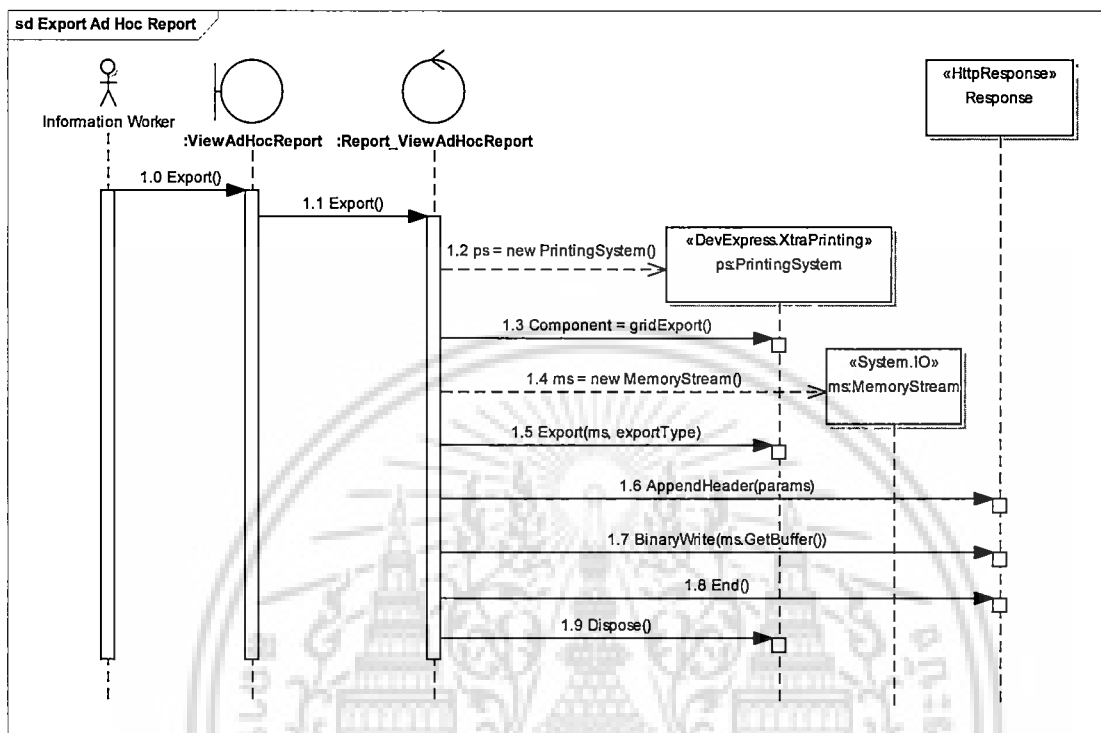 sd Export Ad Hoc Report
«HttpResponse»
Response
Information Worker
:ViewAdHocReport
:Report_ViewAdHocReport
1.0 Export()
1.1 Export()
1.2 ps = new PrintingSystem()
«DevExpress.XtraPrinting»
ps:PrintingSystem
1.3 Component = gridExport()
1.4 ms = new MemoryStream()
«System.IO»
ms:MemoryStream
1.5 Export(ms, exportType)
1.6 AppendHeader(params)
1.7 BinaryWrite(ms.GetBuffer())
1.8 End()
1.9 Dispose()